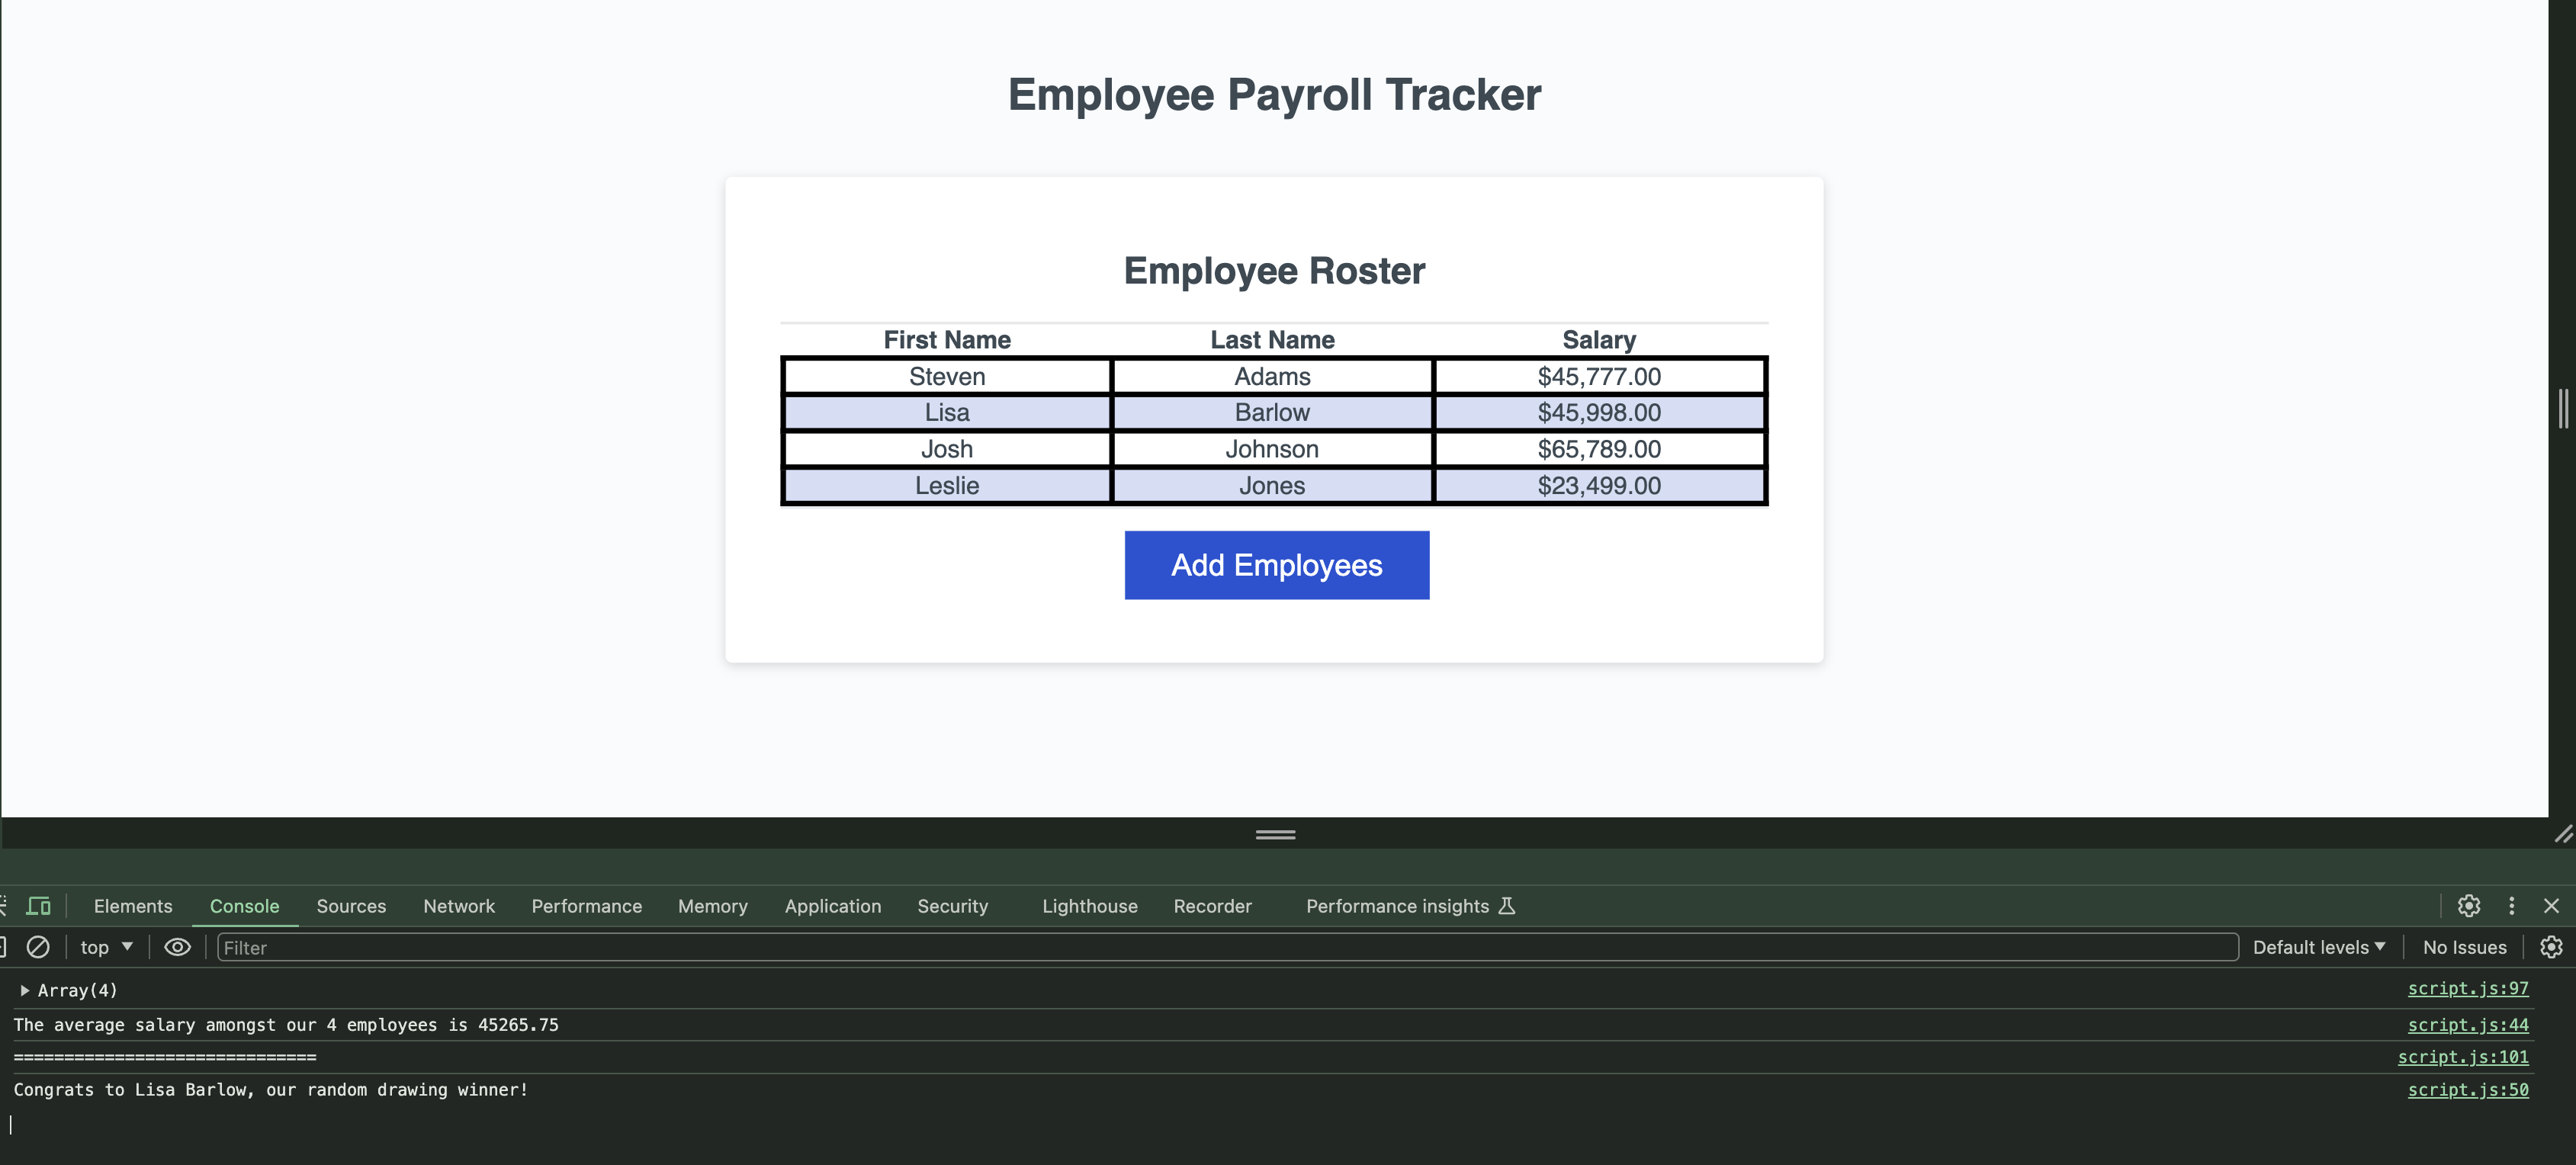 Employee Payroll Tracker
Employee Roster
First Name Last Name Salary
Steven Adams $45,777.00
Lisa Barlow $45,998.00
Josh Johnson $65,789.00
Leslie Jones $23,499.00
Add Employees
Elements Console Sources Network Performance Memory Application Security Lighthouse Recorder Performance insights
top Filter Default levels No Issues
Array(4) script.js:97
The average salary amongst our 4 employees is 45265.75 script.js:44
============================== script.js:101
Congrats to Lisa Barlow, our random drawing winner! script.js:50